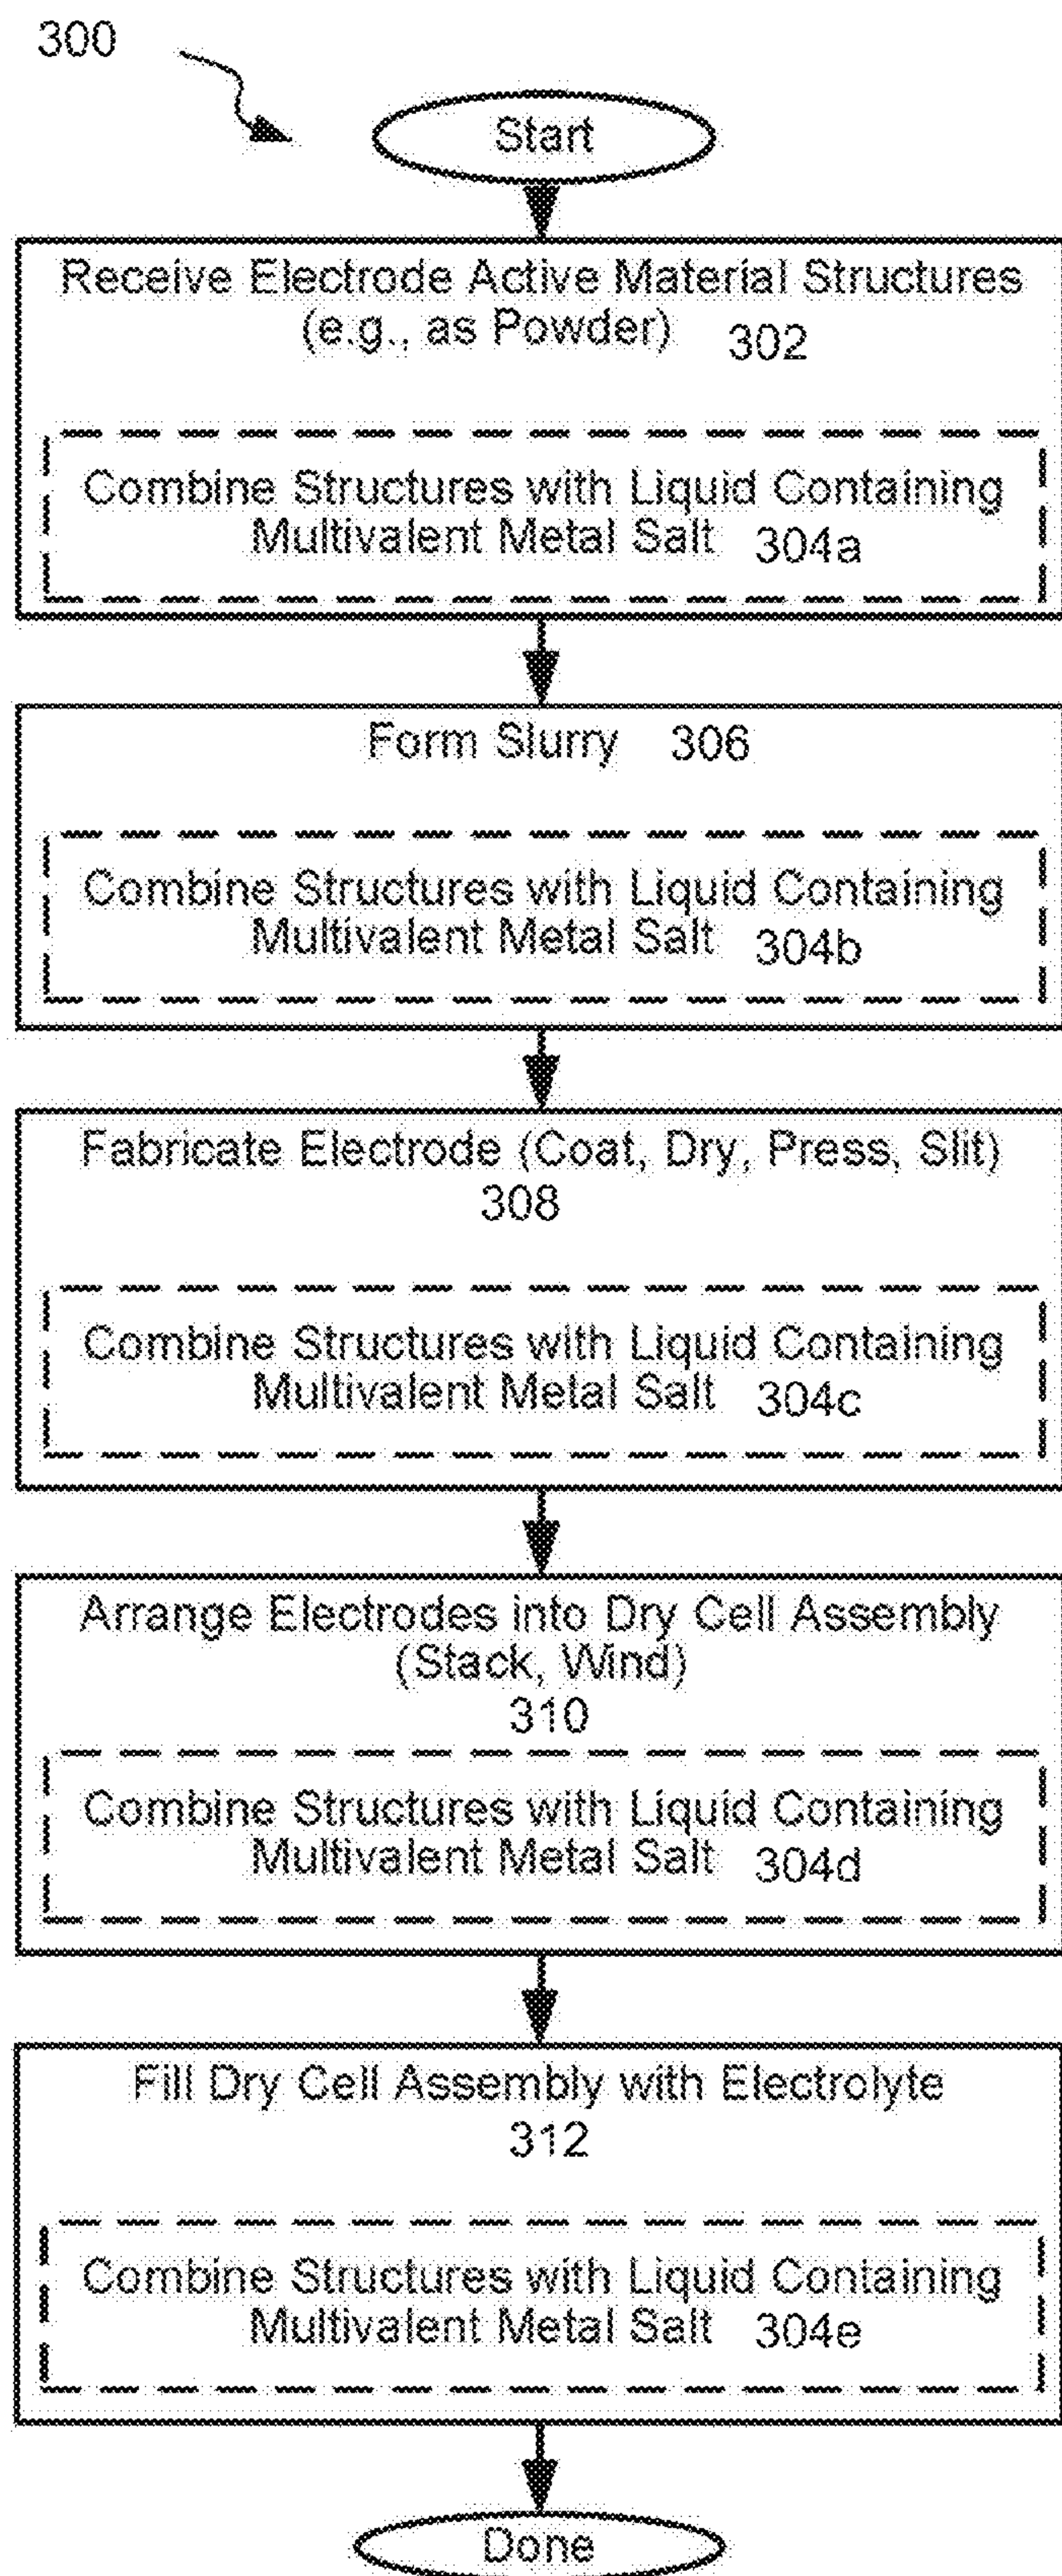 300
Start
Receive Electrode Active Material Structures
(e.g., as Powder) 302
Combine Structures with Liquid Containing
Multivalent Metal Salt 304a
Form Slurry 306
Combine Structures with Liquid Containing
Multivalent Metal Salt 304b
Fabricate Electrode (Coat, Dry, Press, Slit)
308
Combine Structures with Liquid Containing
Multivalent Metal Salt 304c
Arrange Electrodes into Dry Cell Assembly
(Stack, Wind)
310
Combine Structures with Liquid Containing
Multivalent Metal Salt 304d
Fill Dry Cell Assembly with Electrolyte
312
Combine Structures with Liquid Containing
Multivalent Metal Salt 304e
Done